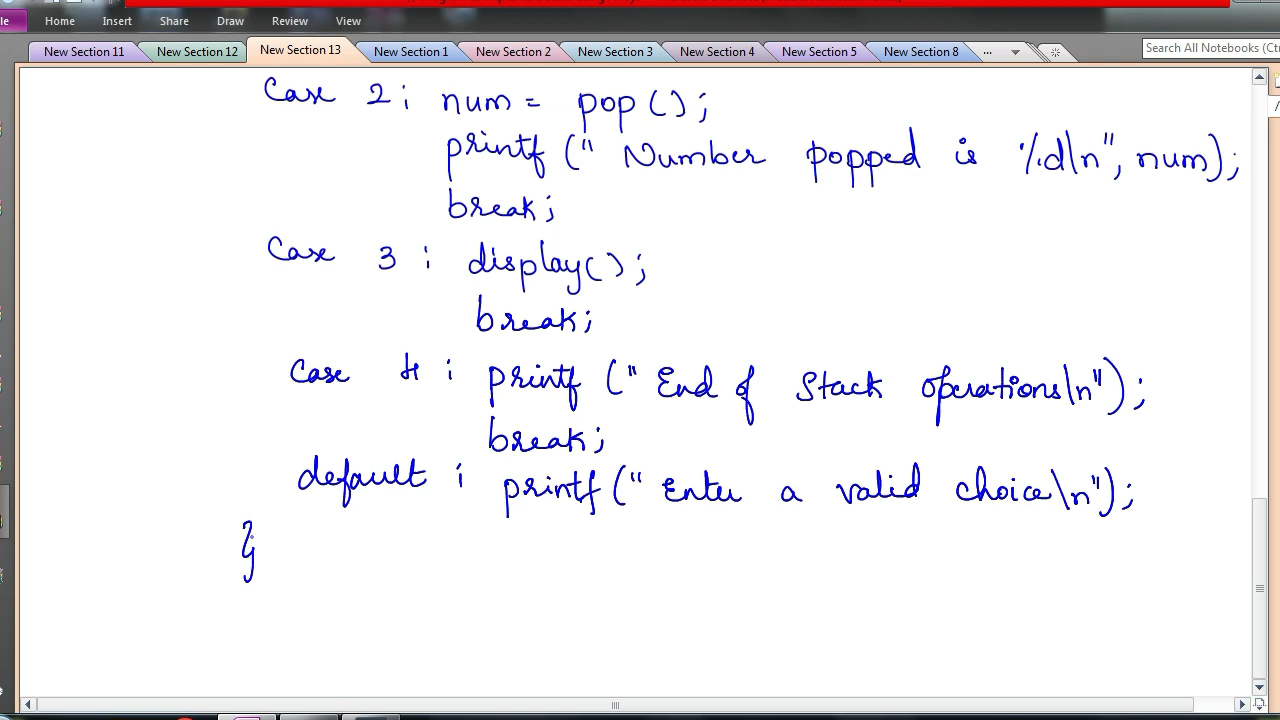 Home Insert Share Draw Review View
New Section 11 New Section 12 New Section 13 New Section 1 New Section 2 New Section 3 New Section 4 New Section 5 New Section 8 ... Search All Notebooks (Ctr
Case 2 : num = pop();
printf (" Number popped is %d\n", num);
break;
Case 3 : display();
break;
Case 4 : printf (" End of Stack operations\n");
break;
default : printf (" Enter a valid choice\n");
}